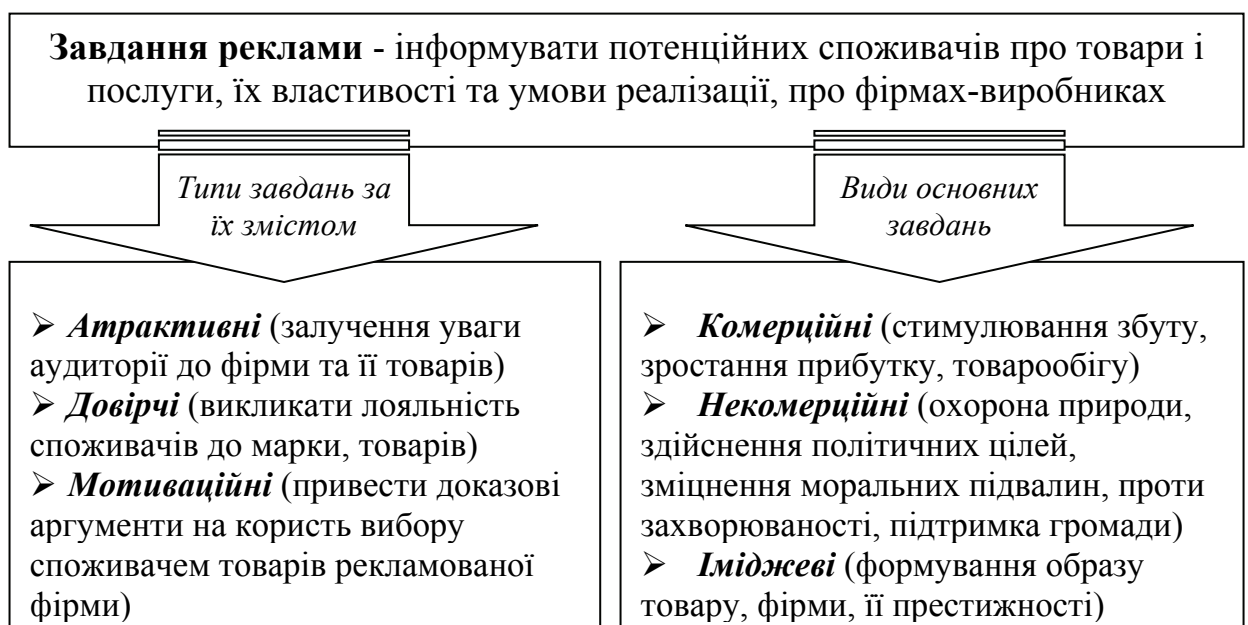 Завдання реклами - інформувати потенційних споживачів про товари і
послуги, їх властивості та умови реалізації, про фірмах-виробниках
Типи завдань за
їх змістом
Види основних
завдань
➢ Атрактивні (залучення уваги
аудиторії до фірми та її товарів)
➢ Довірчі (викликати лояльність
споживачів до марки, товарів)
➢ Мотиваційні (привести доказові
аргументи на користь вибору
споживачем товарів рекламованої
фірми)
➢ Комерційні (стимулювання збуту,
зростання прибутку, товарообігу)
➢ Некомерційні (охорона природи,
здійснення політичних цілей,
зміцнення моральних підвалин, проти
захворюваності, підтримка громади)
➢ Іміджеві (формування образу
товару, фірми, її престижності)